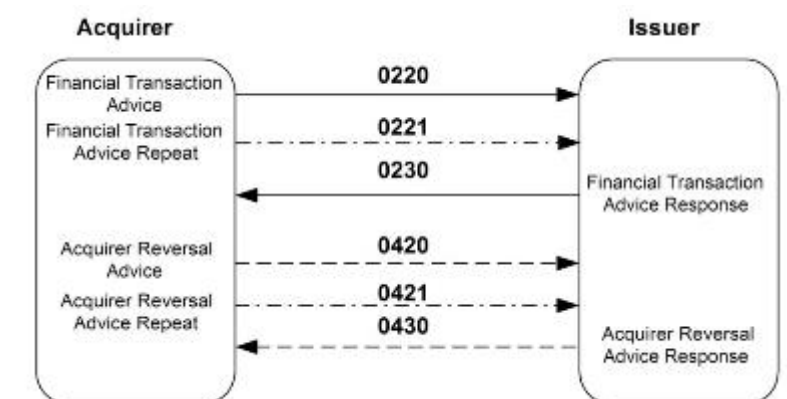 Acquirer
Issuer
Financial Transaction
Advice
0220
Financial Transaction
Advice Repeat
0221
0230
Financial Transaction
Advice Response
Acquirer Reversal
Advice
0420
Acquirer Reversal
Advice Repeat
0421
0430
Acquirer Reversal
Advice Response